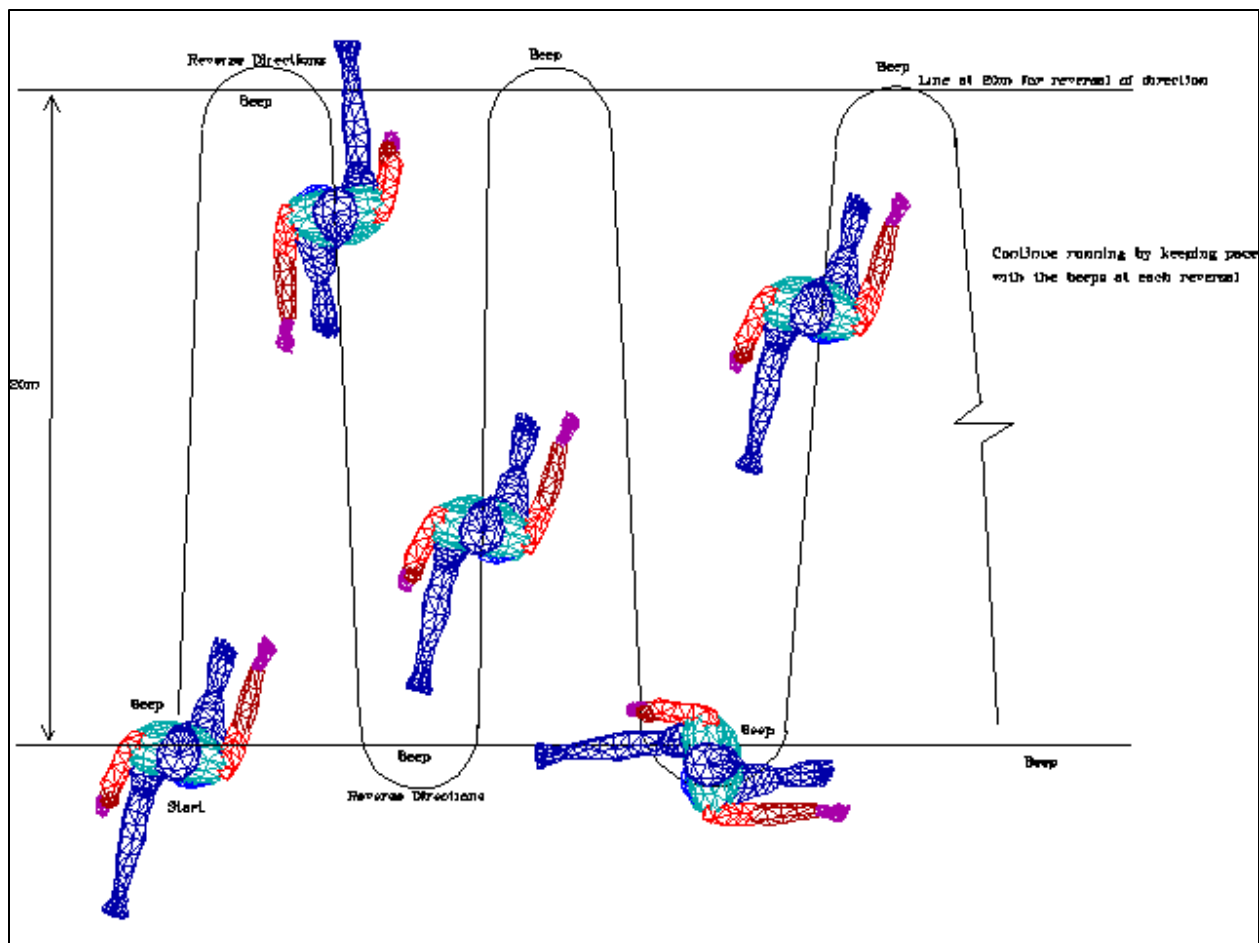 Reverse Directions
Beep
Beep
Beep
Line at 20m for reversal of direction
Continue running by keeping pace
with the beeps at each reversal
20m
Beep
Start
Beep
Reverse Directions
Beep
Beep